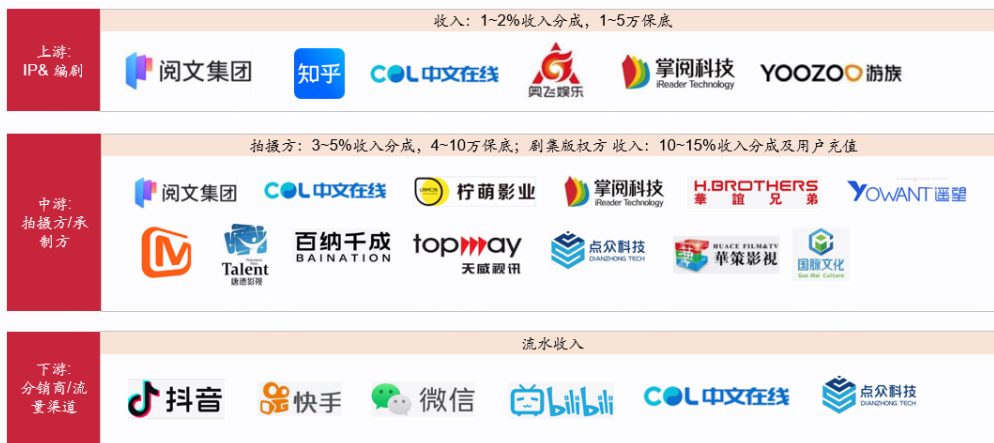 上游:
IP& 编剧
收入：1~2%收入分成，1~5万保底
阅文集团
知乎
COL中文在线
奥飞娱乐
掌阅科技
iReader Technology
YOOZOO游族
中游:
拍摄方/承
制方
拍摄方：3~5%收入分成，4~10万保底；剧集版权方 收入：10~15%收入分成及用户充值
阅文集团
COL中文在线
LINMON
柠萌影业
掌阅科技
iReader Technology
H.BROTHERS
華誼兄弟
YOWANT遥望
Talent
唐德影视
百纳千成
BAINATION
topway
天威视讯
点众科技
DIANZHONG TECH
HUACE FILM&TV
華策影視
国脉文化
Guo Mai Culture
下游:
分销商/流
量渠道
流水收入
抖音
快手
微信
bilibili
COL中文在线
点众科技
DIANZHONG TECH